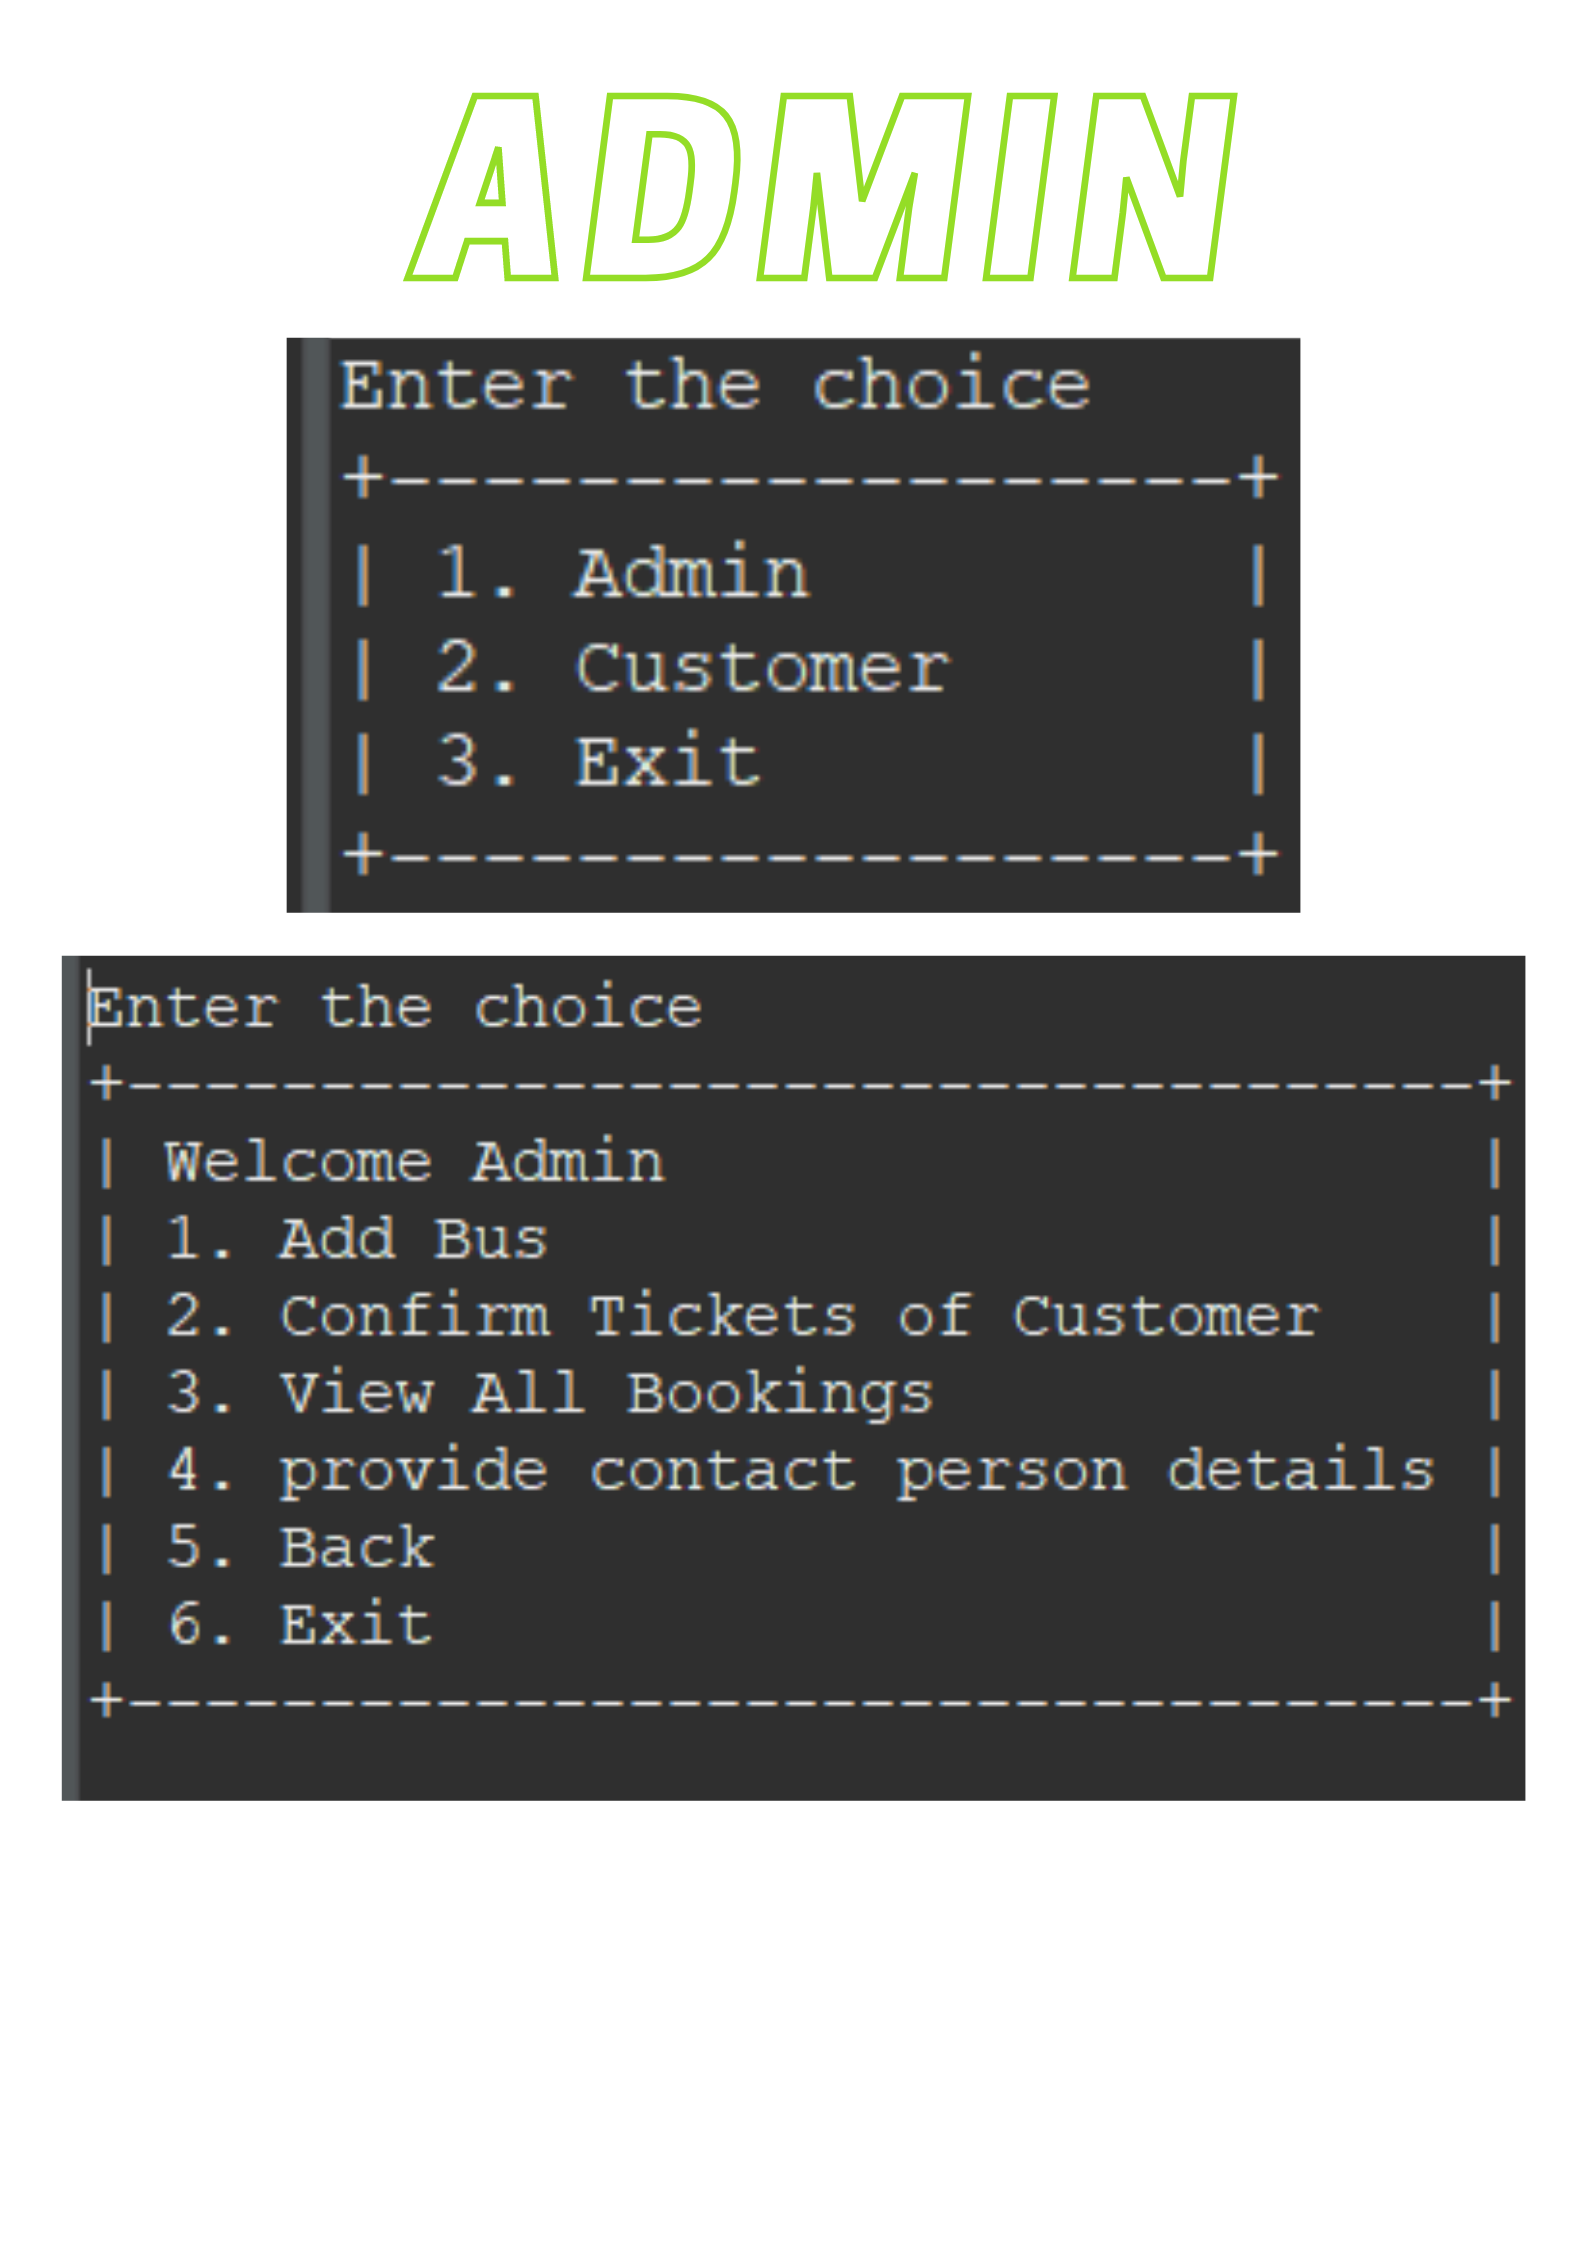 ADMIN
Enter the choice
+------------------+
| 1. Admin         |
| 2. Customer      |
| 3. Exit          |
+------------------+
Enter the choice
+-----------------------------------+
| Welcome Admin                     |
| 1. Add Bus                        |
| 2. Confirm Tickets of Customer    |
| 3. View All Bookings              |
| 4. provide contact person details |
| 5. Back                           |
| 6. Exit                           |
+-----------------------------------+